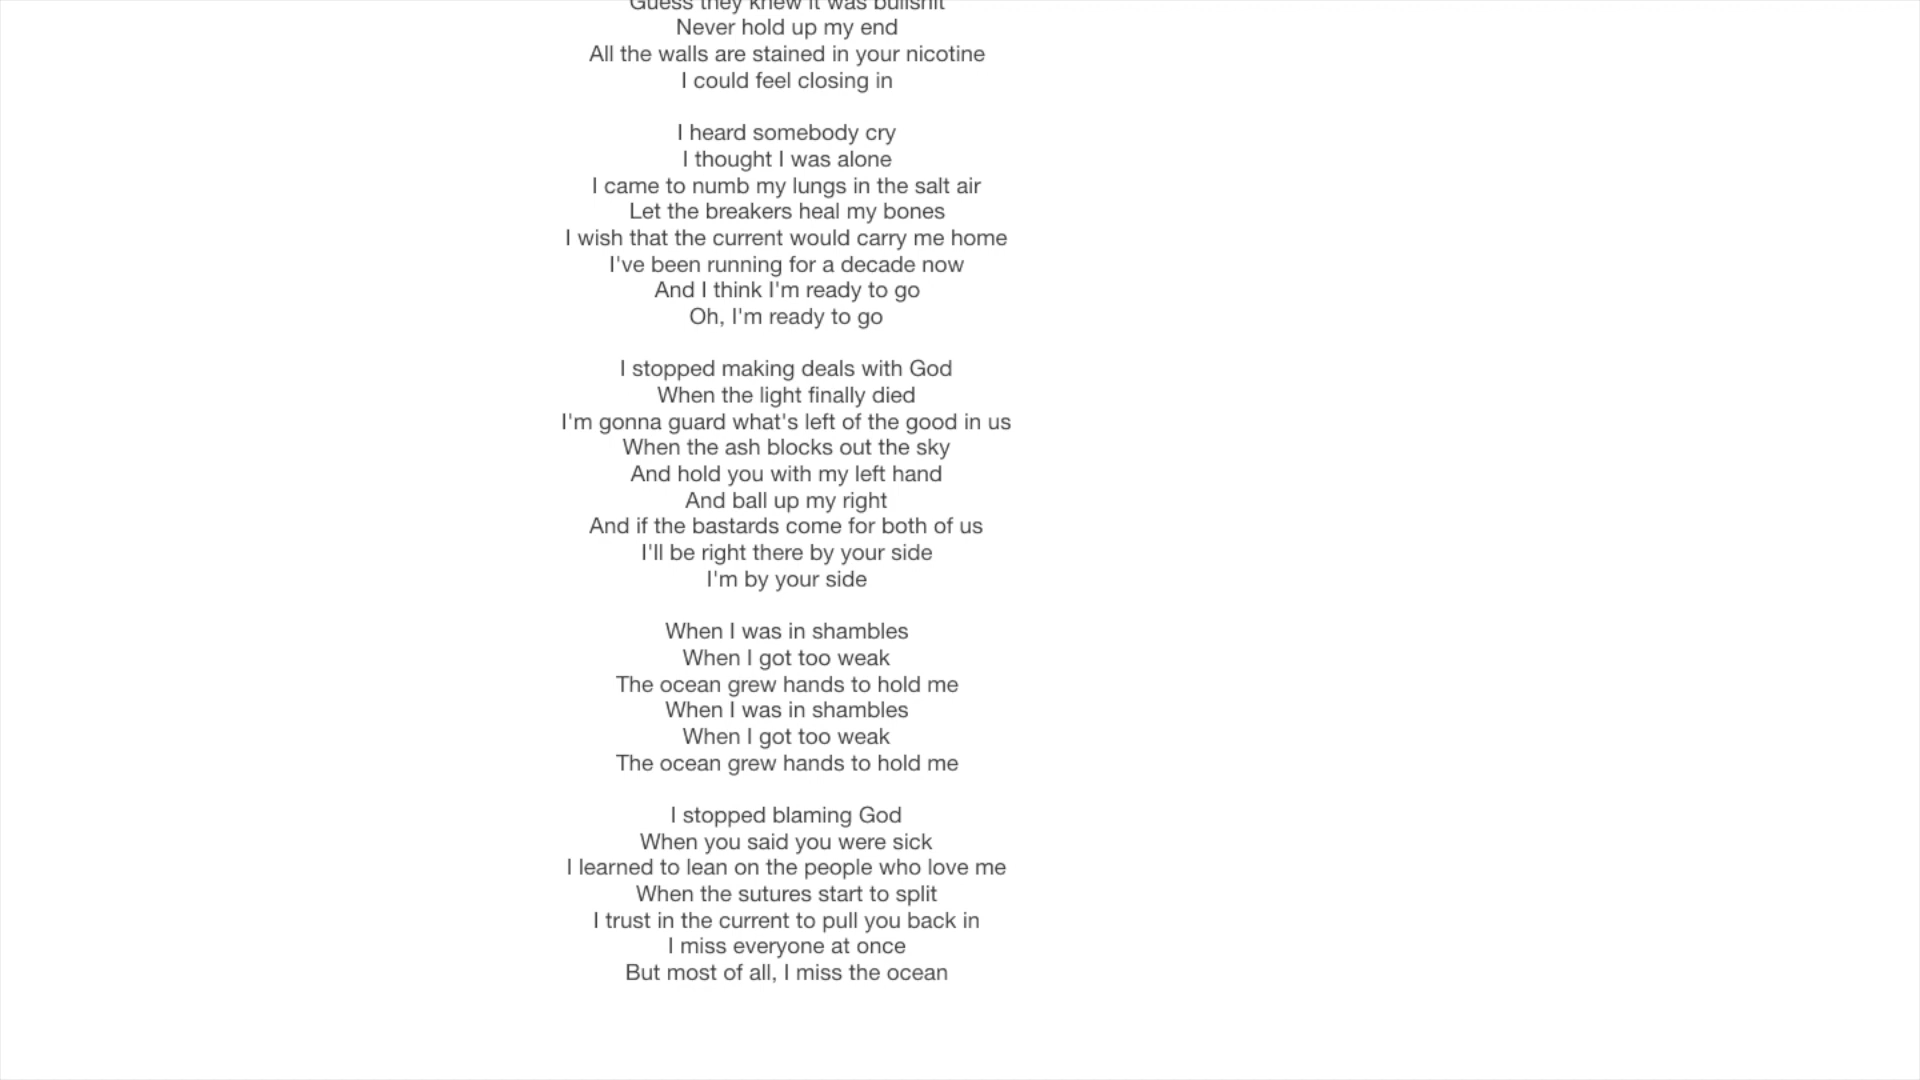 Guess they knew it was bullshit
Never hold up my end
All the walls are stained in your nicotine
I could feel closing in
I heard somebody cry
I thought I was alone
I came to numb my lungs in the salt air
Let the breakers heal my bones
I wish that the current would carry me home
I've been running for a decade now
And I think I'm ready to go
Oh, I'm ready to go
I stopped making deals with God
When the light finally died
I'm gonna guard what's left of the good in us
When the ash blocks out the sky
And hold you with my left hand
And ball up my right
And if the bastards come for both of us
I'll be right there by your side
I'm by your side
When I was in shambles
When I got too weak
The ocean grew hands to hold me
When I was in shambles
When I got too weak
The ocean grew hands to hold me
I stopped blaming God
When you said you were sick
I learned to lean on the people who love me
When the sutures start to split
I trust in the current to pull you back in
I miss everyone at once
But most of all, I miss the ocean